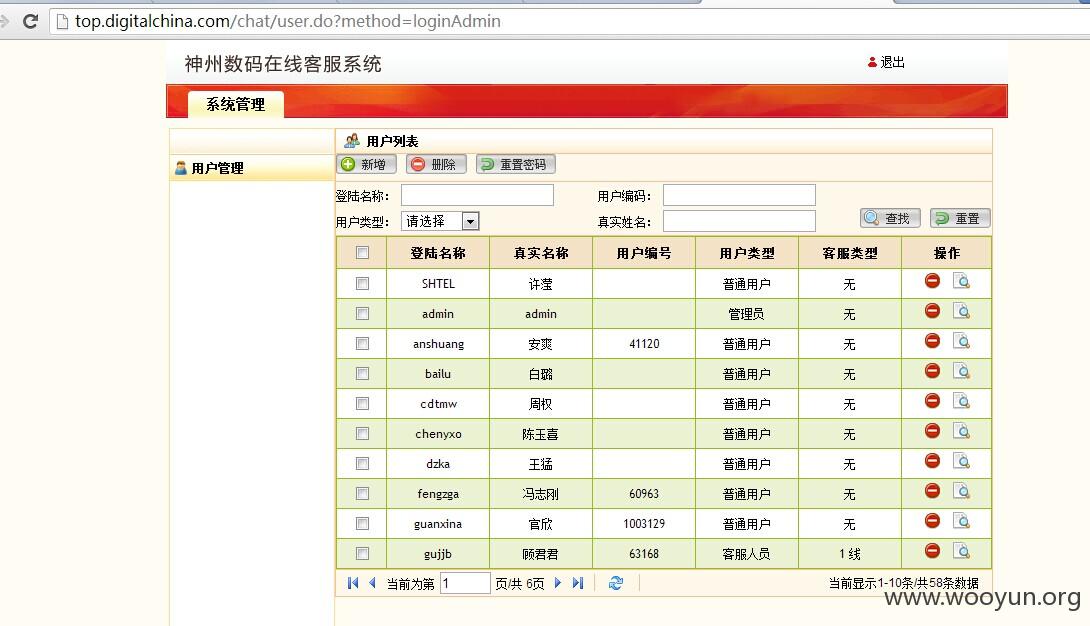 top.digitalchina.com/chat/user.do?method=loginAdmin
神州数码在线客服系统
退出
系统管理
用户管理
用户列表
新增 删除 重置密码
登陆名称: 用户编码:
用户类型: 请选择 真实姓名: 查找 重置
登陆名称 真实名称 用户编号 用户类型 客服类型 操作
SHTEL 许滢 普通用户 无
admin admin 管理员 无
anshuang 安爽 41120 普通用户 无
bailu 白璐 普通用户 无
cdtmw 周权 普通用户 无
chenyxo 陈玉喜 普通用户 无
dzka 王猛 普通用户 无
fengzga 冯志刚 60963 普通用户 无
guanxina 官欣 1003129 普通用户 无
gujjb 顾君君 63168 客服人员 1 线
当前为第 1 页/共 6页 当前显示1-10条/共58条数据
www.wooyun.org